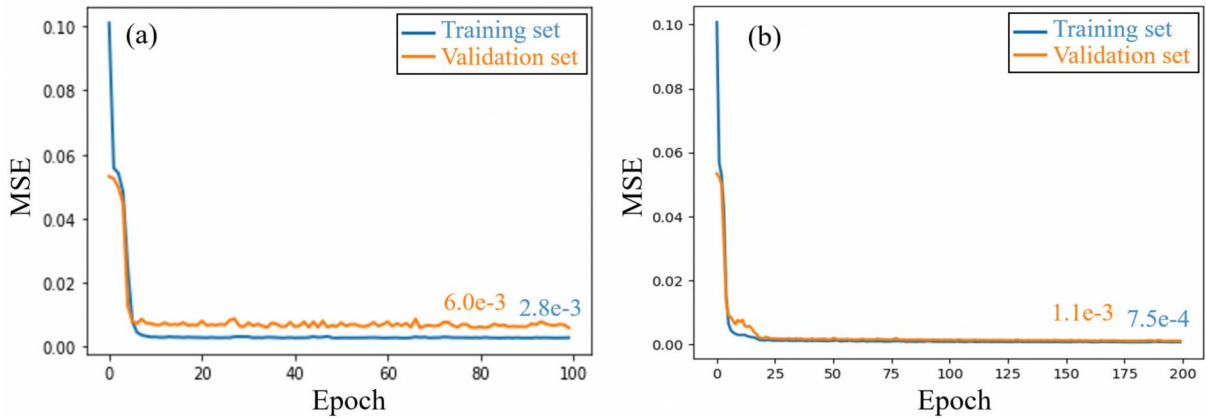 (a)
Training set
Validation set
MSE
0.10
0.08
0.06
0.04
0.02
0.00
6.0e-3 2.8e-3
0 20 40 60 80 100
Epoch
(b)
Training set
Validation set
MSE
0.10
0.08
0.06
0.04
0.02
0.00
1.1e-3 7.5e-4
0 25 50 75 100 125 150 175 200
Epoch